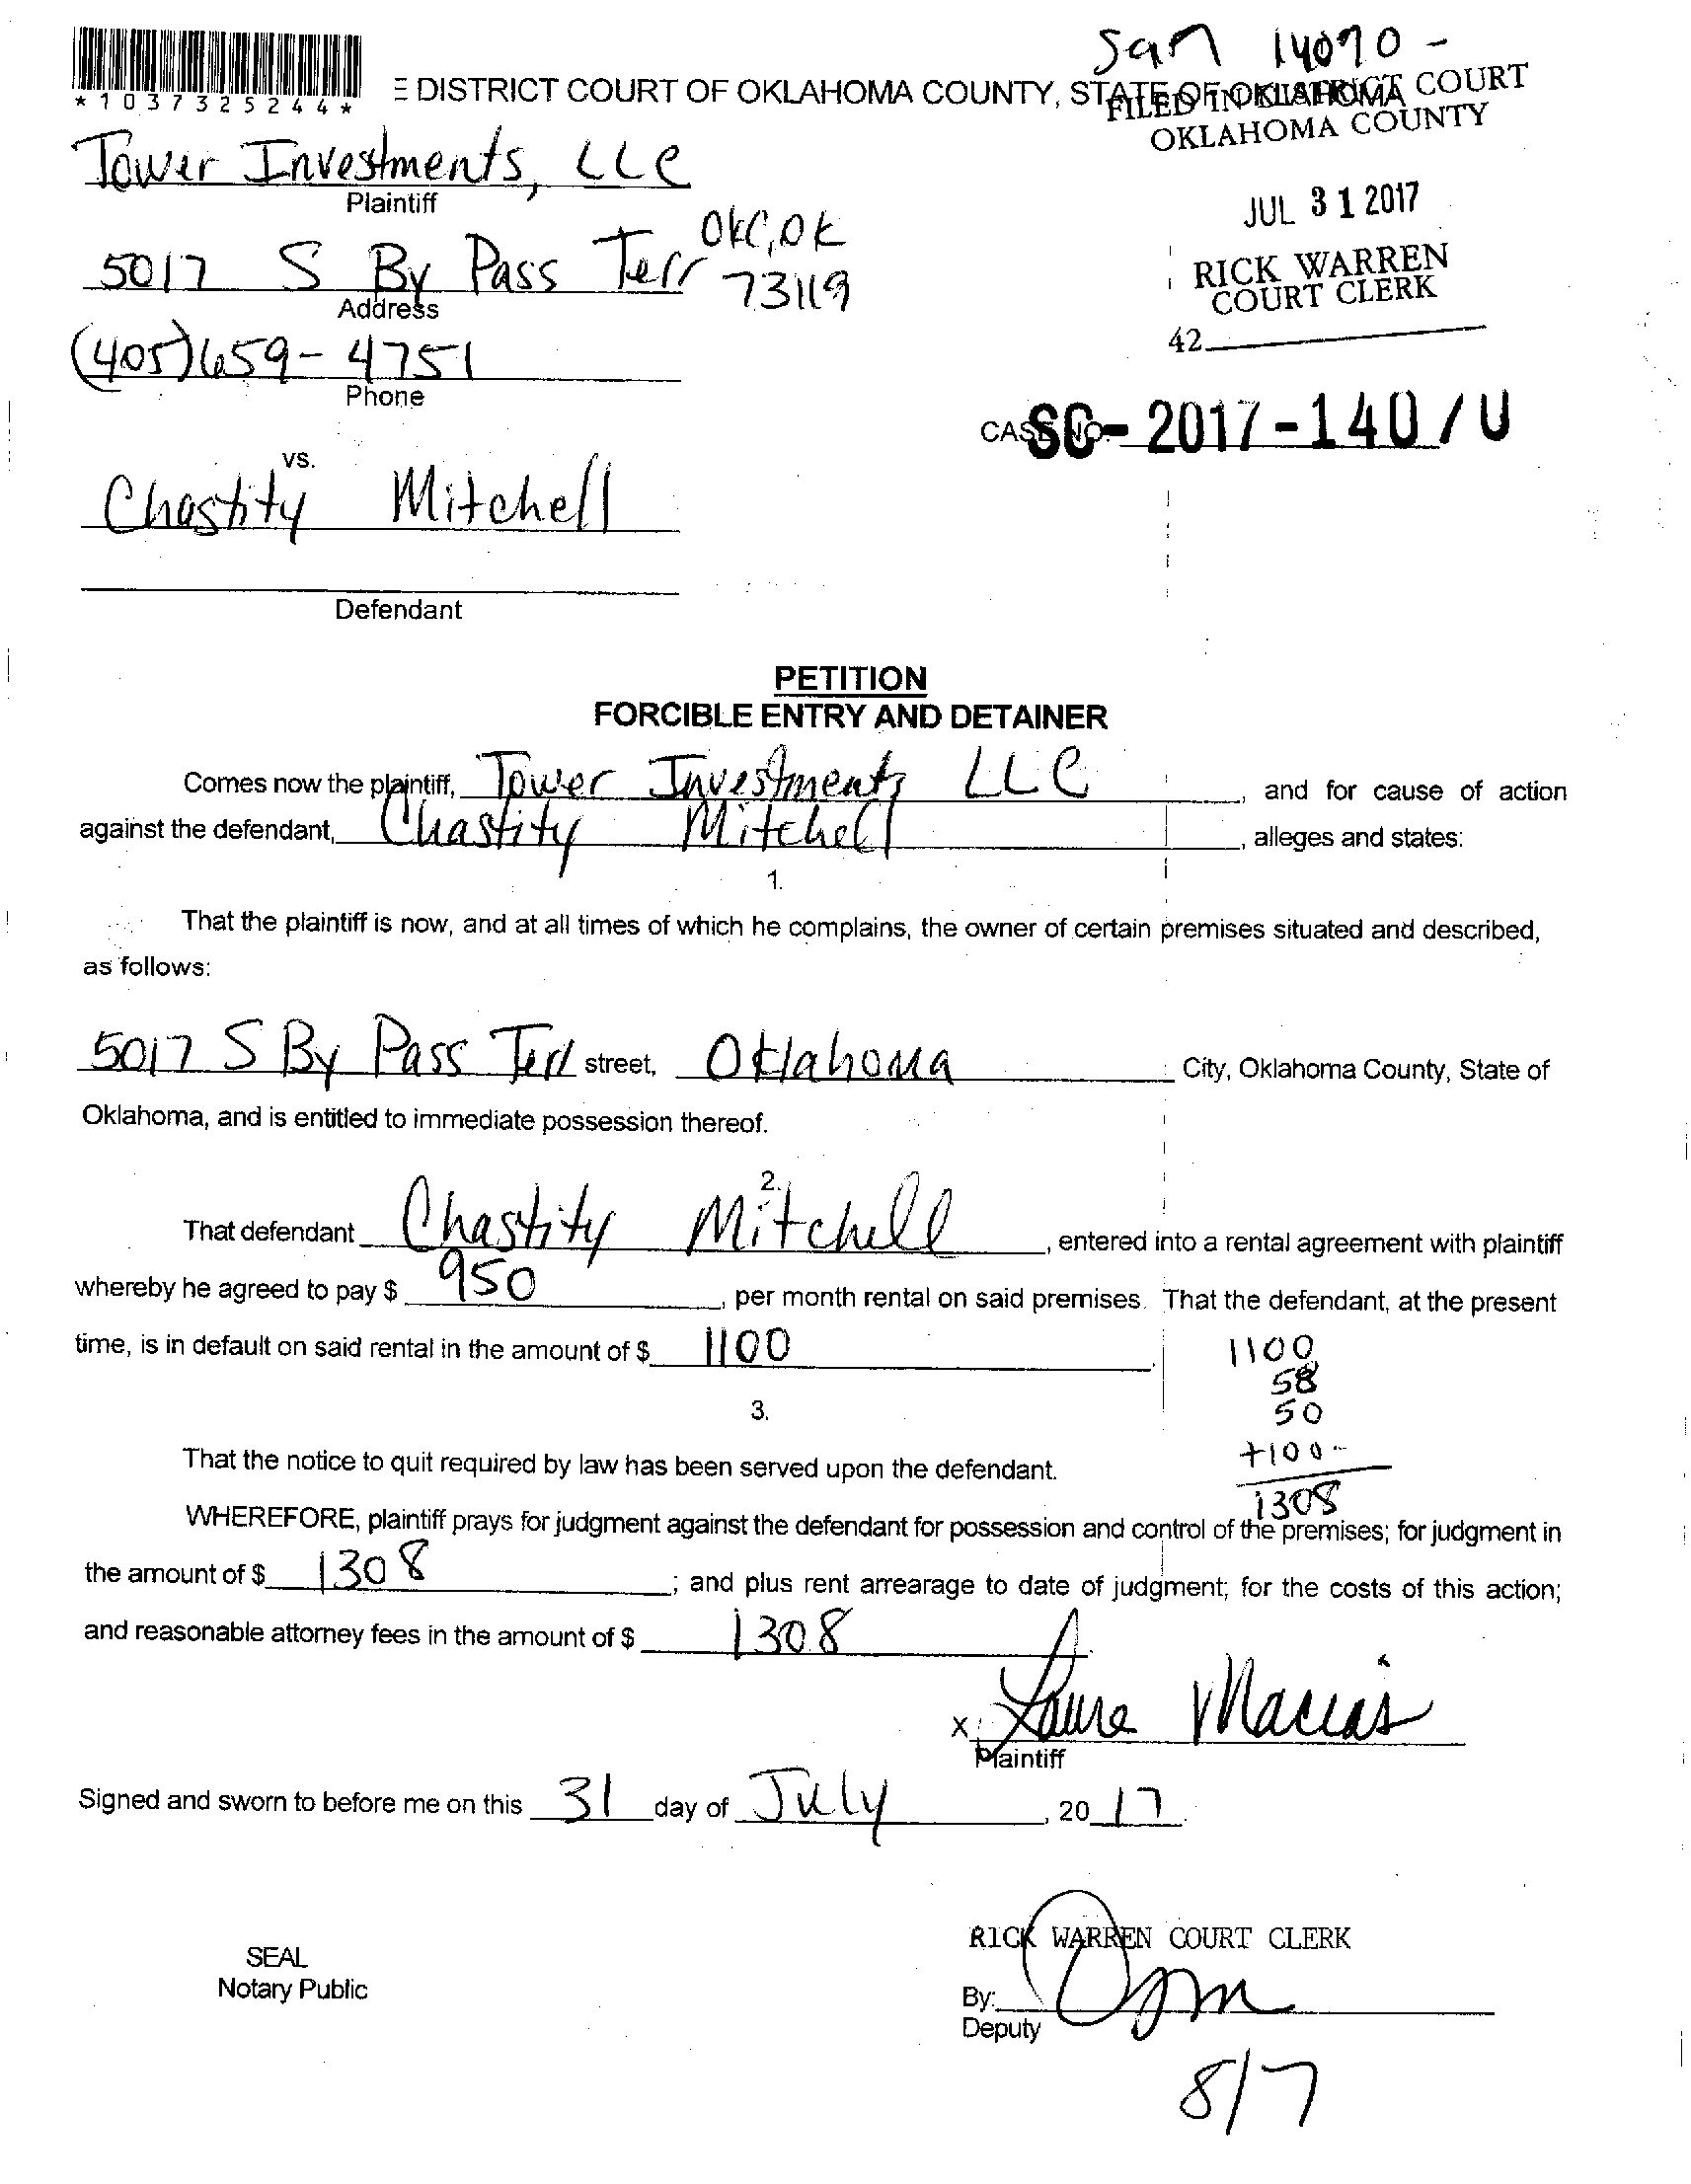 San 14090 -
*1037325244*
E DISTRICT COURT OF OKLAHOMA COUNTY, STATE OF OKLAHOMA
FILED IN DISTRICT COURT
OKLAHOMA COUNTY
Tower Investments, LLC
Plaintiff
JUL 31 2017
5017 S By Pass Terr OKC, OK
73119
Address
RICK WARREN
COURT CLERK
42
(405)659-4751
Phone
CASE NO. SC-2017-140/U
vs.
Chastity Mitchell
Defendant
PETITION
FORCIBLE ENTRY AND DETAINER
Comes now the plaintiff, Tower Investments LLC, and for cause of action
against the defendant, Chastity Mitchell, alleges and states:
1.
That the plaintiff is now, and at all times of which he complains, the owner of certain premises situated and described,
as follows:
5017 S By Pass Terr street, Oklahoma City, Oklahoma County, State of
Oklahoma, and is entitled to immediate possession thereof.
2.
That defendant Chastity Mitchell, entered into a rental agreement with plaintiff
whereby he agreed to pay $ 950, per month rental on said premises. That the defendant, at the present
time, is in default on said rental in the amount of $ 1100
1100
58
50
+100-
1308
3.
That the notice to quit required by law has been served upon the defendant.
WHEREFORE, plaintiff prays for judgment against the defendant for possession and control of the premises; for judgment in
the amount of $ 1308; and plus rent arrearage to date of judgment; for the costs of this action;
and reasonable attorney fees in the amount of $ 1308
X Laura Macias
Plaintiff
Signed and sworn to before me on this 31 day of July, 20 17.
RICK WARREN COURT CLERK
SEAL
Notary Public
By:
Deputy
8/7